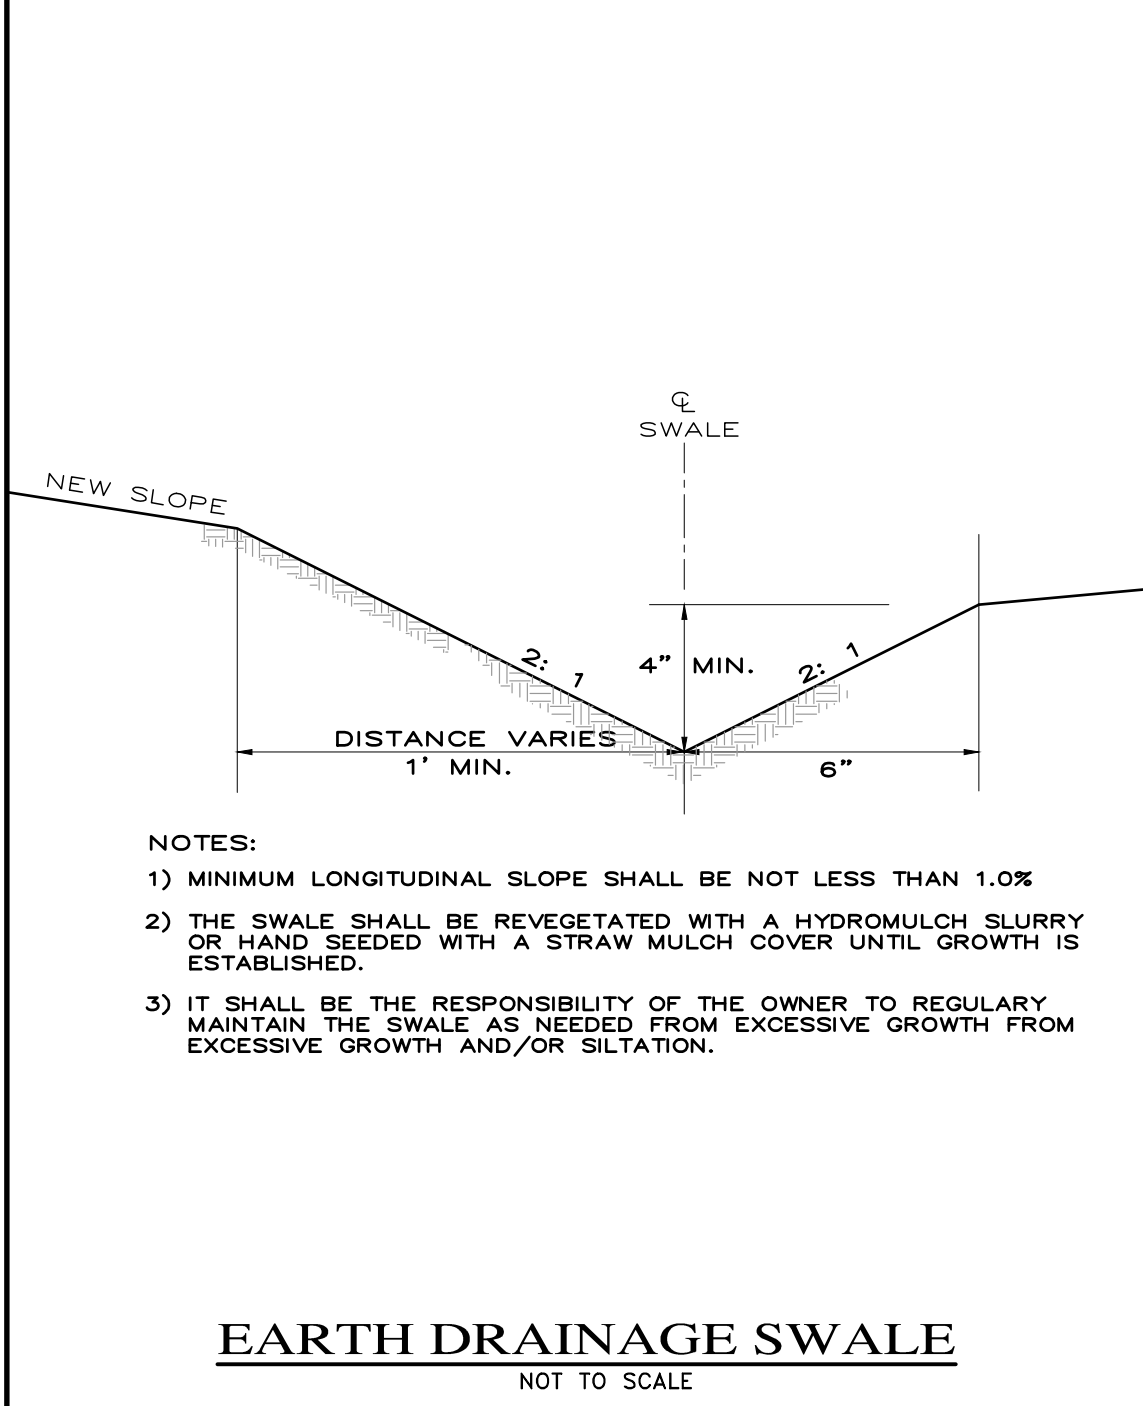 ℄
SWALE
NEW SLOPE
2: 1
4" MIN.
2: 1
DISTANCE VARIES
1' MIN.
6"
NOTES:
1) MINIMUM LONGITUDINAL SLOPE SHALL BE NOT LESS THAN 1.0%
2) THE SWALE SHALL BE REVEGETATED WITH A HYDROMULCH SLURRY
OR HAND SEEDED WITH A STRAW MULCH COVER UNTIL GROWTH IS
ESTABLISHED.
3) IT SHALL BE THE RESPONSIBILITY OF THE OWNER TO REGULARY
MAINTAIN THE SWALE AS NEEDED FROM EXCESSIVE GROWTH FROM
EXCESSIVE GROWTH AND/OR SILTATION.
EARTH DRAINAGE SWALE
NOT TO SCALE